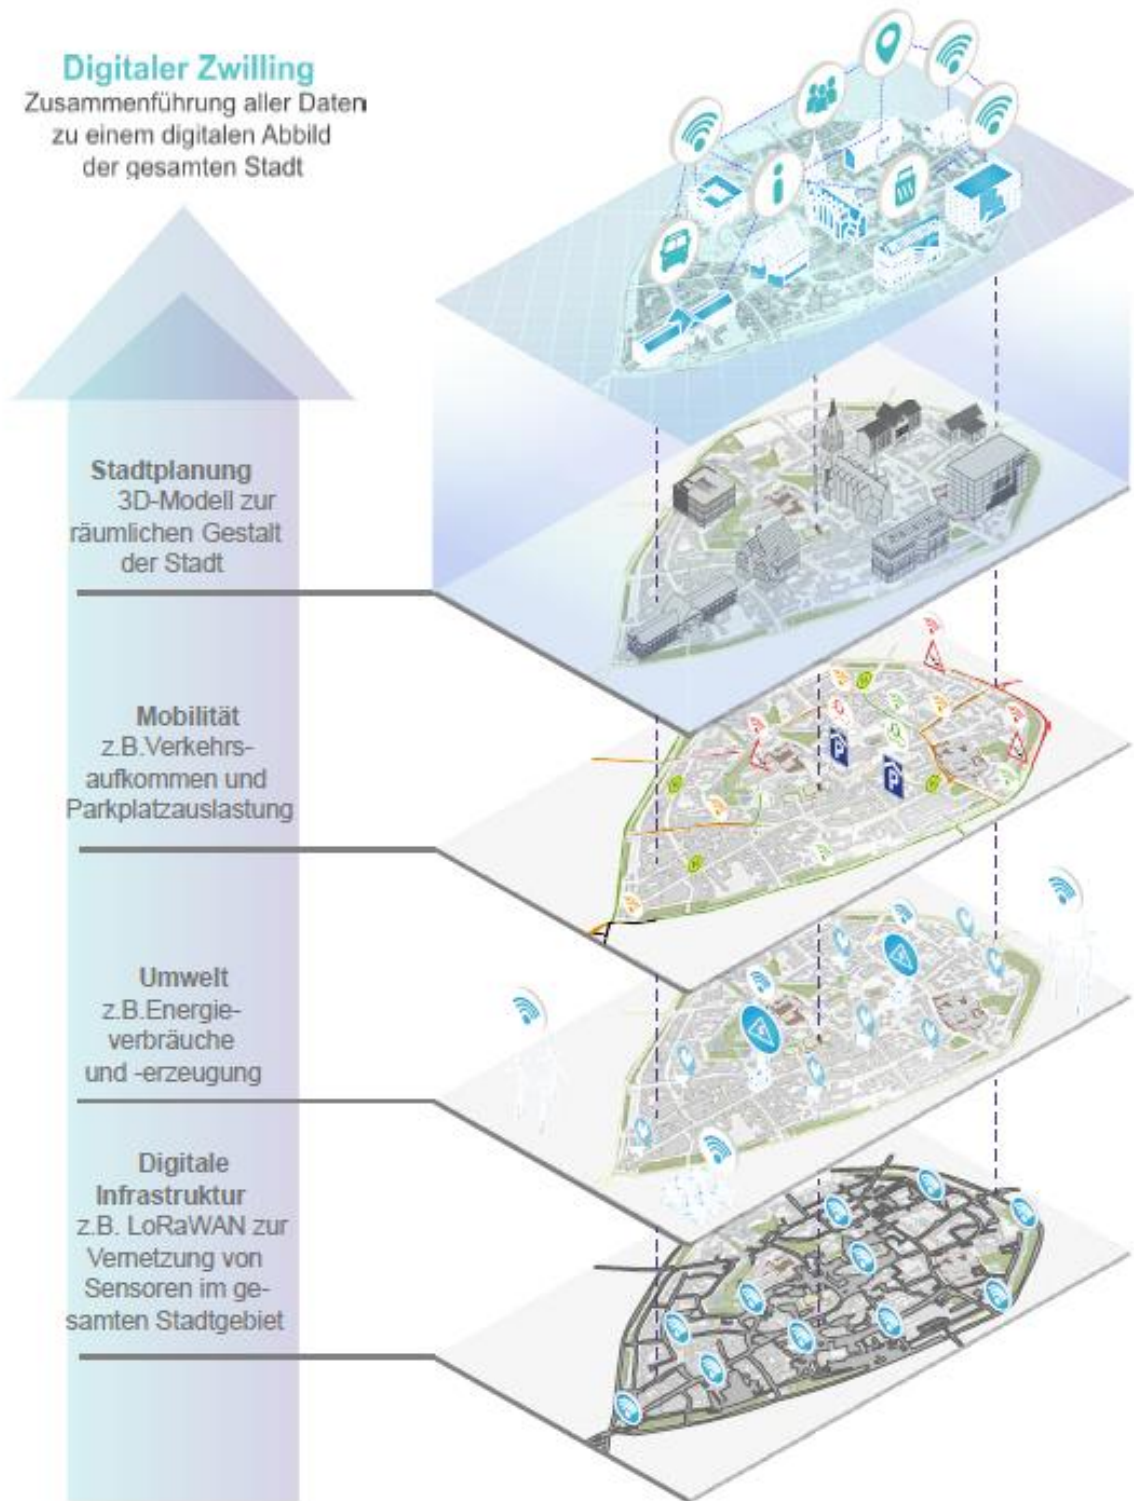 Digitaler Zwilling
Zusammenführung aller Daten
zu einem digitalen Abbild
der gesamten Stadt
Stadtplanung
3D-Modell zur
räumlichen Gestalt
der Stadt
Mobilität
z.B.Verkehrs-
aufkommen und
Parkplatzauslastung
Umwelt
z.B.Energie-
verbräuche
und -erzeugung
Digitale
Infrastruktur
z.B. LoRaWAN zur
Vernetzung von
Sensoren im ge-
samten Stadtgebiet
P
P